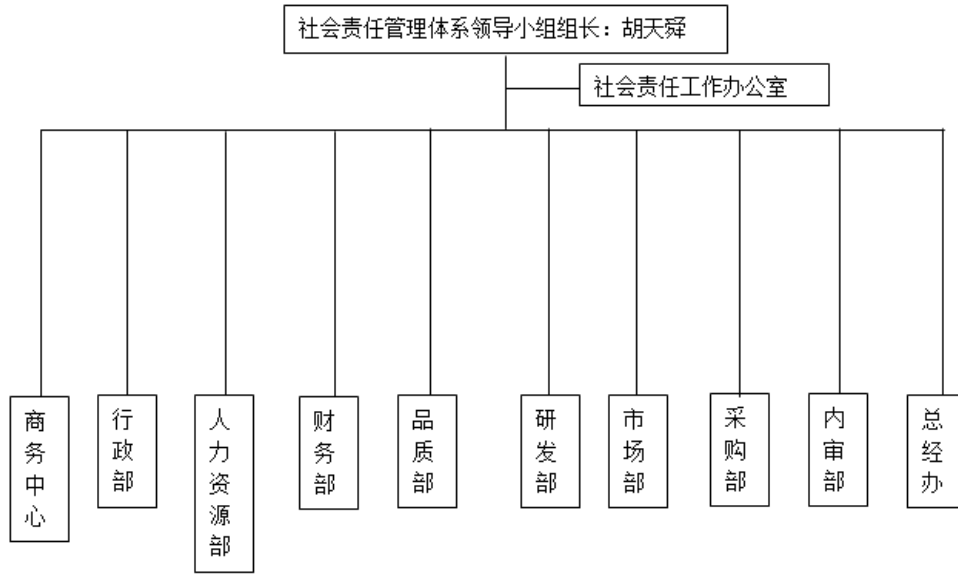 社会责任管理体系领导小组组长：胡天舜
社会责任工作办公室
商务中心
行政部
人力资源部
财务部
品质部
研发部
市场部
采购部
内审部
总经办